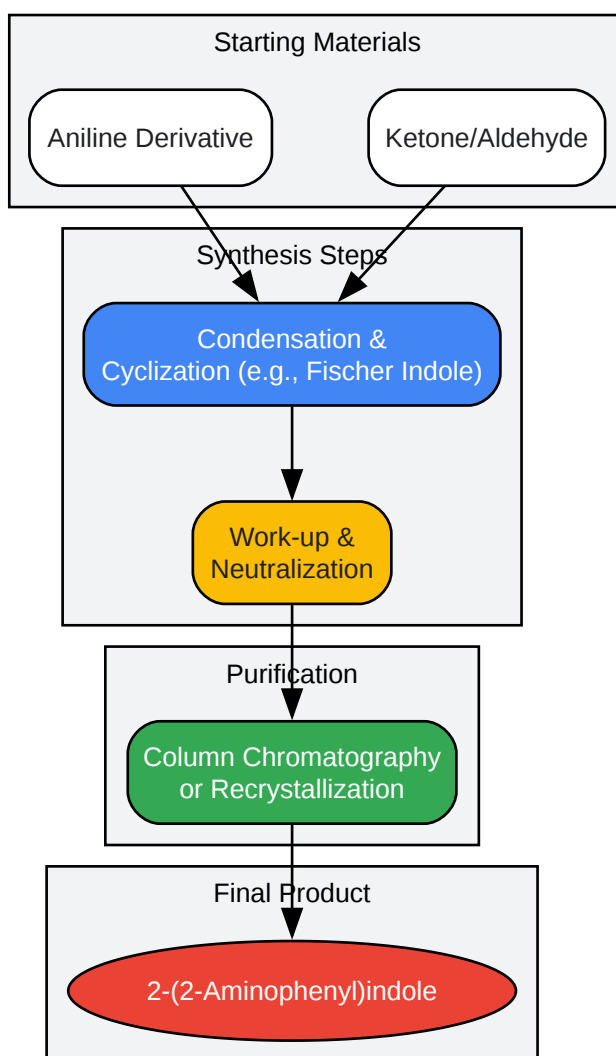 Starting Materials
Aniline Derivative
Ketone/Aldehyde
Synthesis Steps
Condensation &
Cyclization (e.g., Fischer Indole)
Work-up &
Neutralization
Purification
Column Chromatography
or Recrystallization
Final Product
2-(2-Aminophenyl)indole